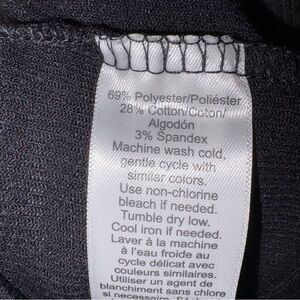 69% Polyester/Poliéster
28% Cotton/Coton/
Algodón
3% Spandex
Machine wash cold,
gentle cycle with
similar colors.
Use non-chlorine
bleach if needed.
Tumble dry low.
Cool iron if needed.
Laver à la machine
à l'eau froide au
cycle délicat avec
couleurs similaires.
Utiliser un agent de
blanchiment sans chlore
si nécessaire.